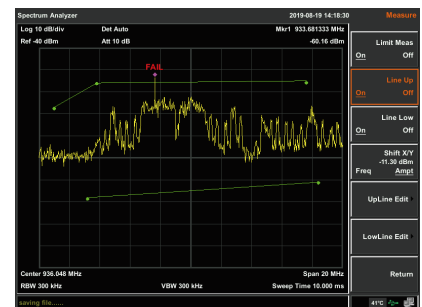 Spectrum Analyzer 2019-08-19 14:18:30 Measure
Log 10 dB/div Det Auto Mkr1 933.681333 MHz
Ref -40 dBm Att 10 dB -60.16 dBm
FAIL
Limit Meas
On Off
Line Up
On Off
Line Low
On Off
Shift X/Y
-11.30 dBm
Freq Ampt
UpLine Edit
LowLine Edit
Return
Center 936.048 MHz Span 20 MHz
RBW 300 kHz VBW 300 kHz Sweep Time 10.000 ms
saving file...... 41°C